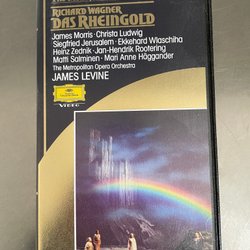 RICHARD WAGNER
DAS RHEINGOLD
James Morris · Christa Ludwig
Siegfried Jerusalem · Ekkehard Wlaschiha
Heinz Zednik · Jan-Hendrik Rootering
Matti Salminen · Mari Anne Häggander
The Metropolitan Opera Orchestra
JAMES LEVINE
VIDEO